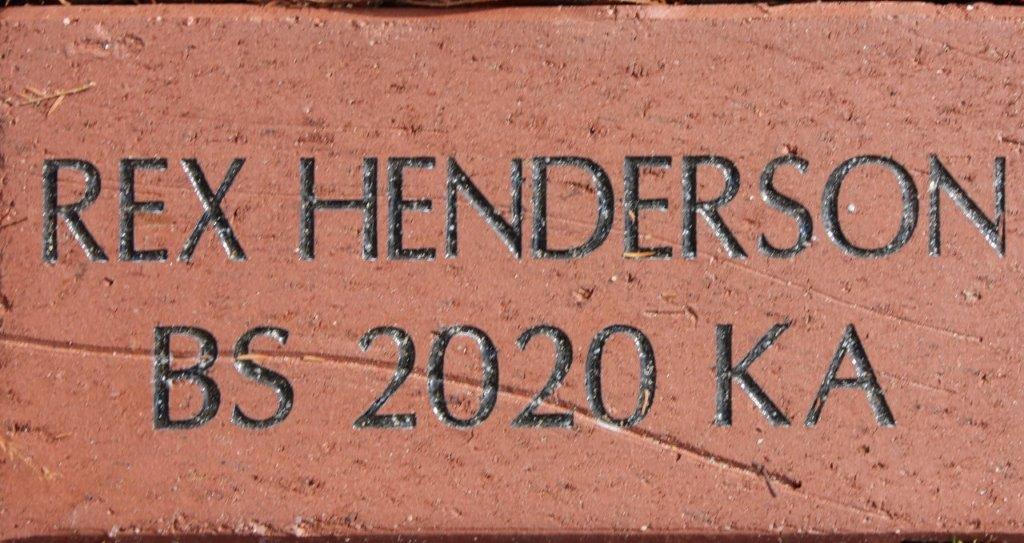 REX HENDERSON
BS 2020 KA